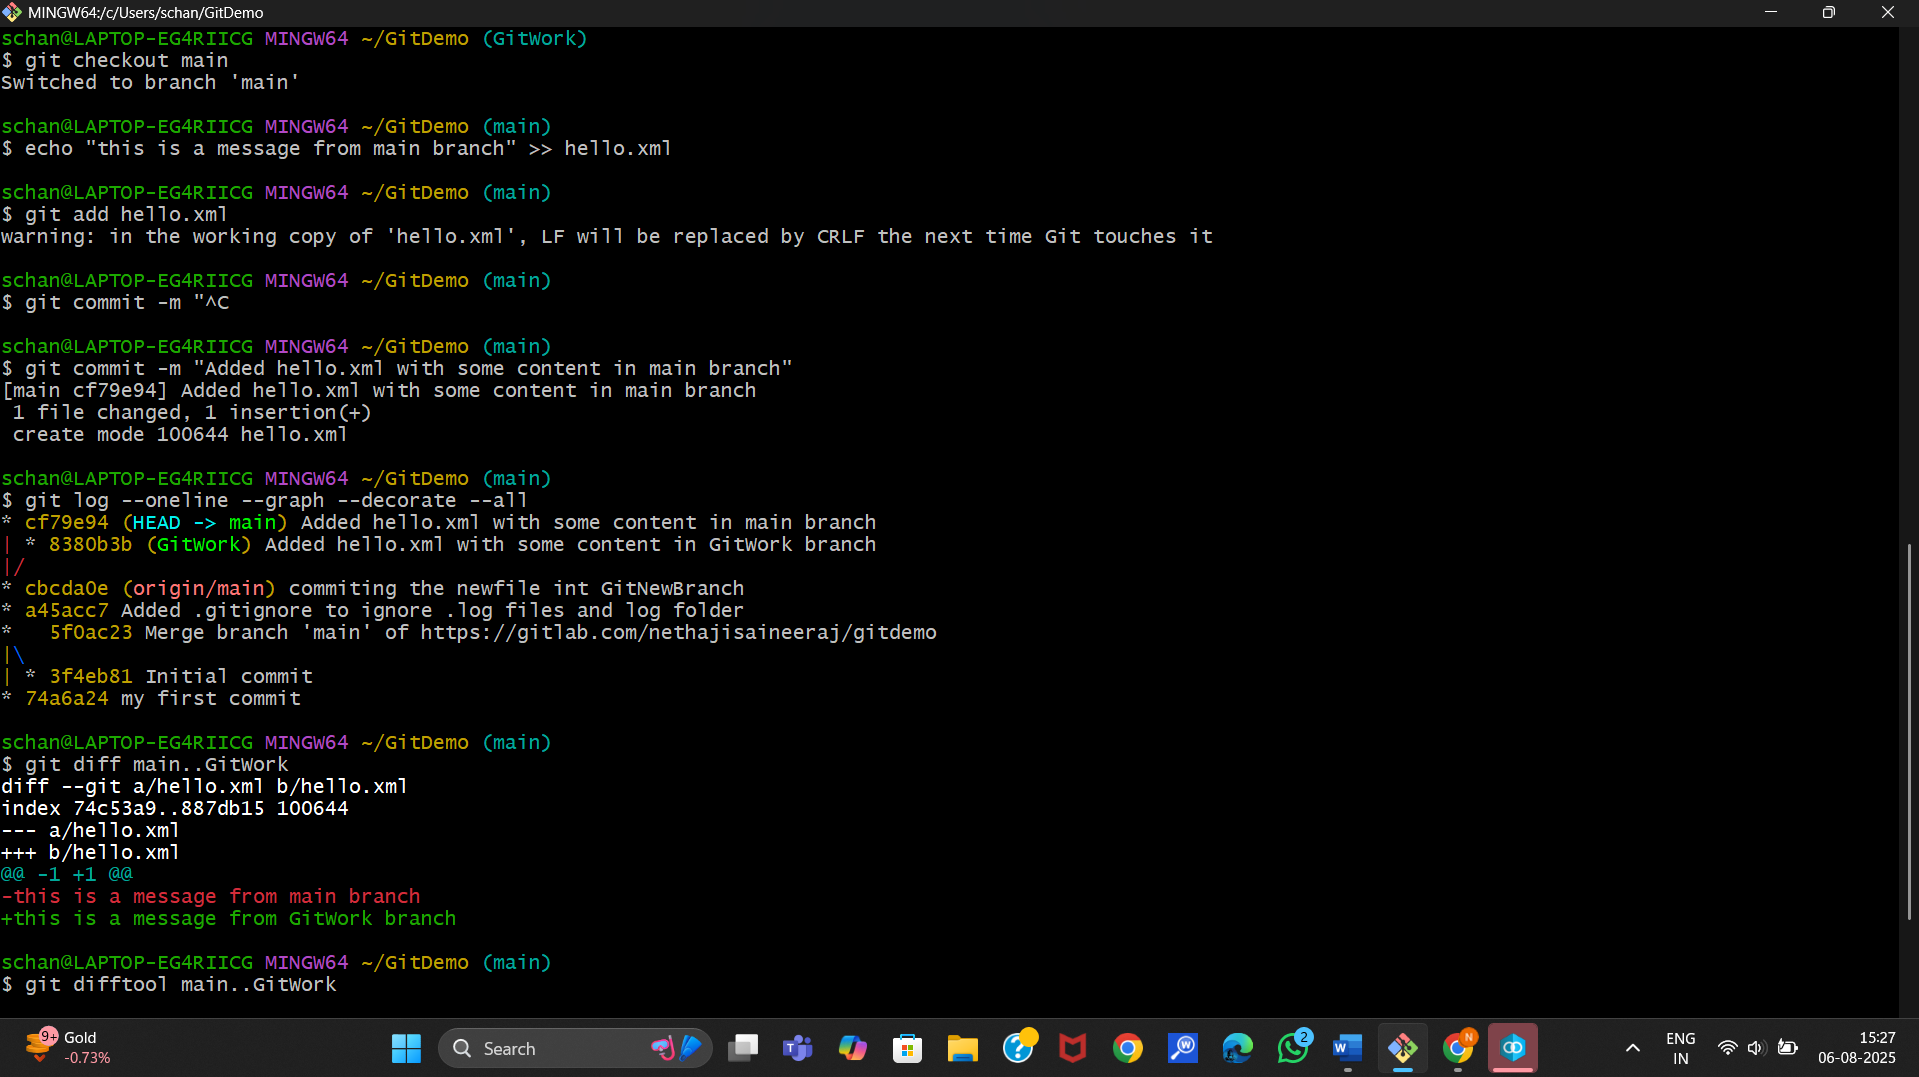 MINGW64:/c/Users/schan/GitDemo
schan@LAPTOP-EG4RIICG MINGW64 ~/GitDemo (GitWork)
$ git checkout main
Switched to branch 'main'
schan@LAPTOP-EG4RIICG MINGW64 ~/GitDemo (main)
$ echo "this is a message from main branch" >> hello.xml
schan@LAPTOP-EG4RIICG MINGW64 ~/GitDemo (main)
$ git add hello.xml
warning: in the working copy of 'hello.xml', LF will be replaced by CRLF the next time Git touches it
schan@LAPTOP-EG4RIICG MINGW64 ~/GitDemo (main)
$ git commit -m "^C
schan@LAPTOP-EG4RIICG MINGW64 ~/GitDemo (main)
$ git commit -m "Added hello.xml with some content in main branch"
[main cf79e94] Added hello.xml with some content in main branch
 1 file changed, 1 insertion(+)
 create mode 100644 hello.xml
schan@LAPTOP-EG4RIICG MINGW64 ~/GitDemo (main)
$ git log --oneline --graph --decorate --all
* cf79e94 (HEAD -> main) Added hello.xml with some content in main branch
| * 8380b3b (GitWork) Added hello.xml with some content in GitWork branch
|/
* cbcda0e (origin/main) commiting the newfile int GitNewBranch
* a45acc7 Added .gitignore to ignore .log files and log folder
*   5f0ac23 Merge branch 'main' of https://gitlab.com/nethajisaineeraj/gitdemo
|\
| * 3f4eb81 Initial commit
* 74a6a24 my first commit
schan@LAPTOP-EG4RIICG MINGW64 ~/GitDemo (main)
$ git diff main..GitWork
diff --git a/hello.xml b/hello.xml
index 74c53a9..887db15 100644
--- a/hello.xml
+++ b/hello.xml
@@ -1 +1 @@
-this is a message from main branch
+this is a message from GitWork branch
schan@LAPTOP-EG4RIICG MINGW64 ~/GitDemo (main)
$ git difftool main..GitWork
9+ Gold
-0.73%
Search
2
N
ENG
IN
15:27
06-08-2025